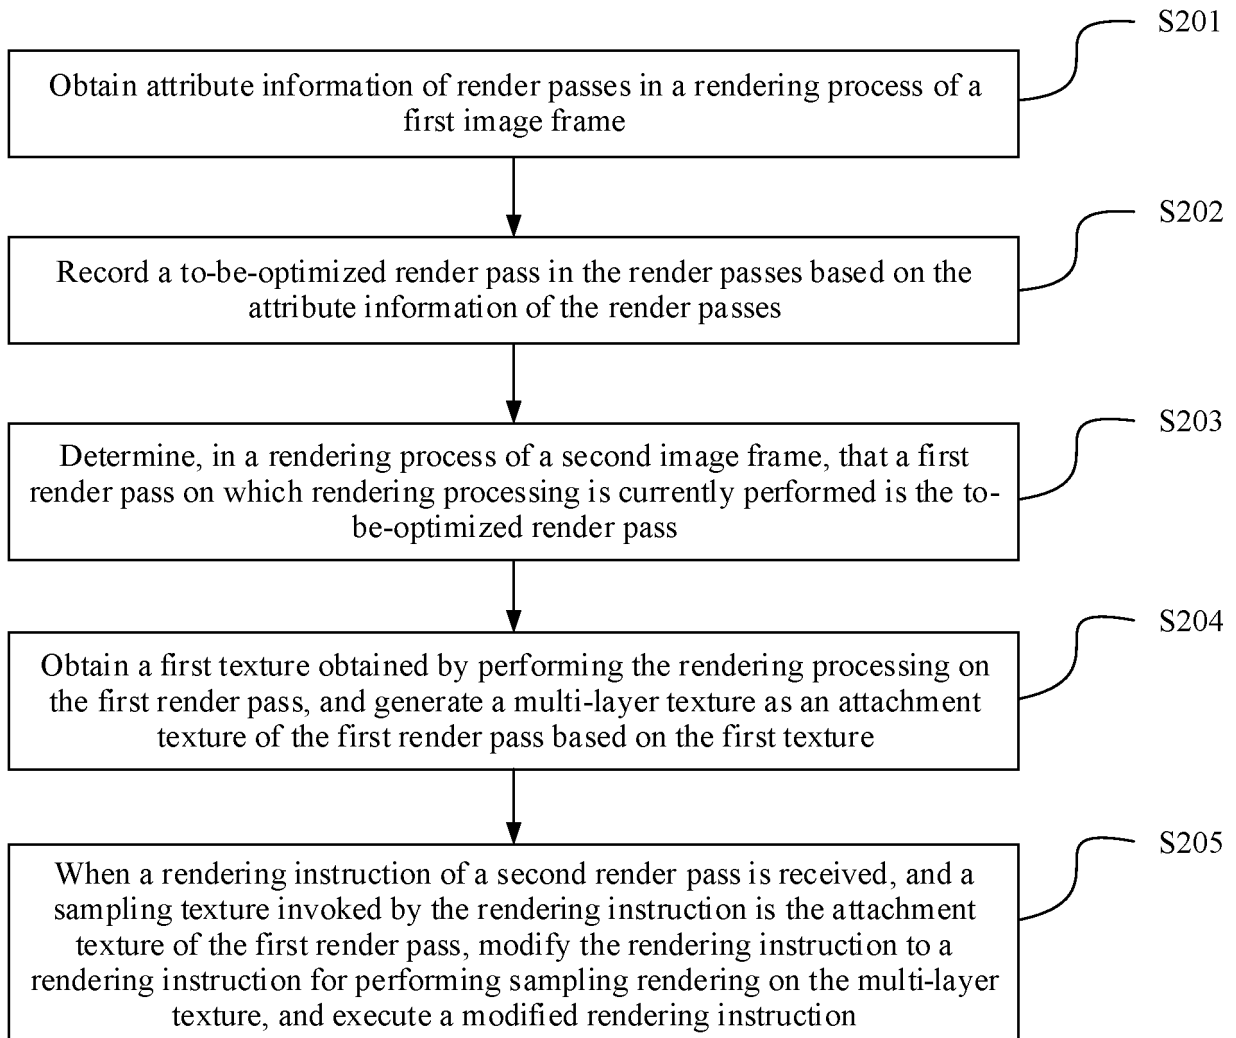 S201
Obtain attribute information of render passes in a rendering process of a
first image frame
S202
Record a to-be-optimized render pass in the render passes based on the
attribute information of the render passes
S203
Determine, in a rendering process of a second image frame, that a first
render pass on which rendering processing is currently performed is the to-
be-optimized render pass
S204
Obtain a first texture obtained by performing the rendering processing on
the first render pass, and generate a multi-layer texture as an attachment
texture of the first render pass based on the first texture
S205
When a rendering instruction of a second render pass is received, and a
sampling texture invoked by the rendering instruction is the attachment
texture of the first render pass, modify the rendering instruction to a
rendering instruction for performing sampling rendering on the multi-layer
texture, and execute a modified rendering instruction